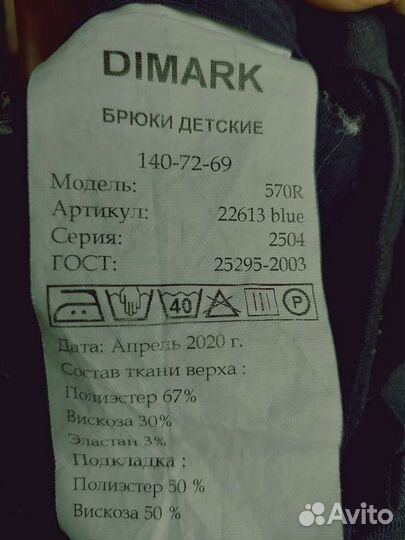 DIMARK
БРЮКИ ДЕТСКИЕ
140-72-69
Модель: 570R
Артикул: 22613 blue
Серия: 2504
ГОСТ: 25295-2003
40 P
Дата: Апрель 2020 г.
Состав ткани верха :
Полиэстер 67%
Вискоза 30%
Эластан 3%
Подкладка :
Полиэстер 50 %
Вискоза 50 %
Avito